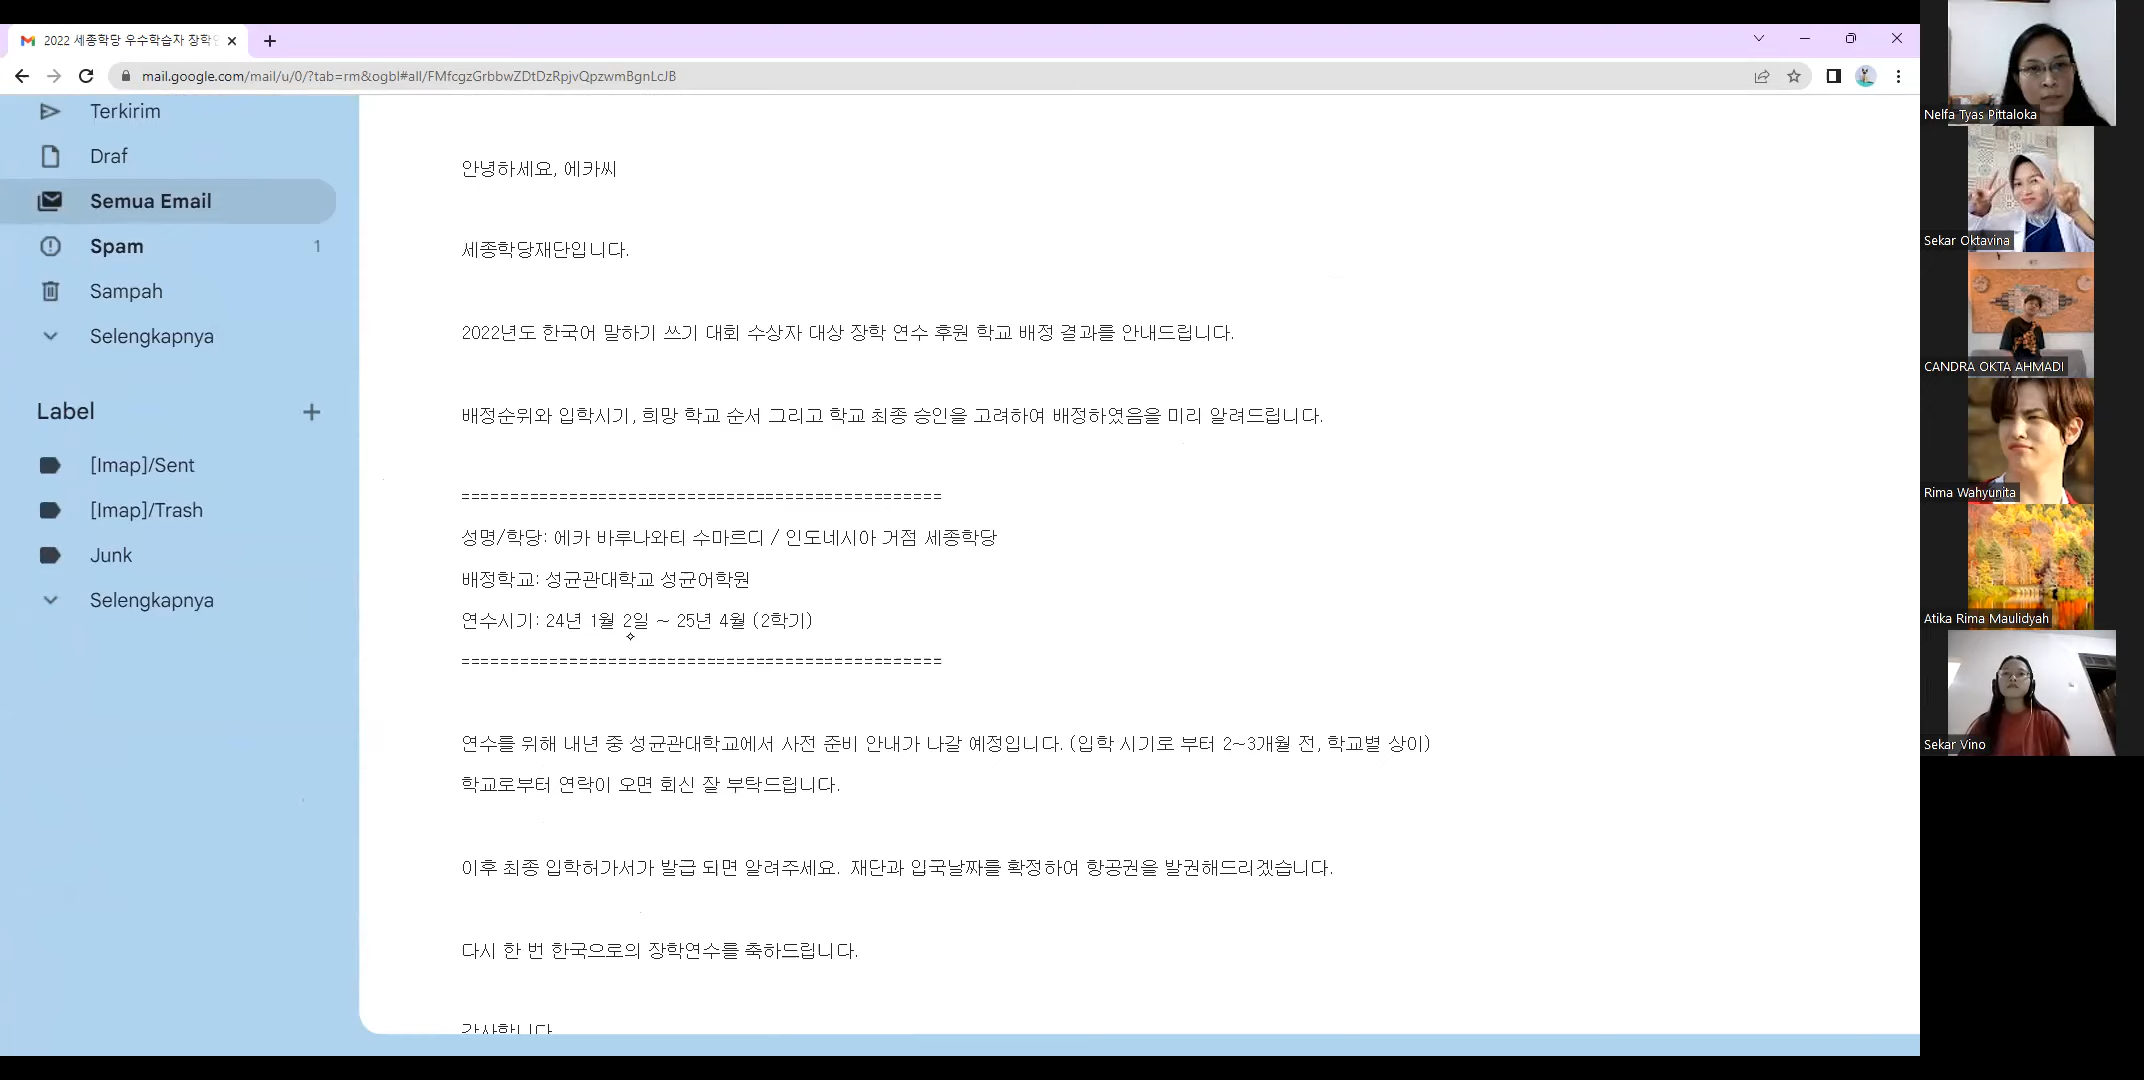 2022 세종학당 우수학습자 장학
mail.google.com/mail/u/0/?tab=rm&ogbl#all/FMfcgzGrbbwZDtDzRpjvQpzwmBgnLcJB
Terkirim
Draf
Semua Email
Spam 1
Sampah
Selengkapnya
Label
[Imap]/Sent
[Imap]/Trash
Junk
Selengkapnya
안녕하세요, 에카씨
세종학당재단입니다.
2022년도 한국어 말하기 쓰기 대회 수상자 대상 장학 연수 후원 학교 배정 결과를 안내드립니다.
배정순위와 입학시기, 희망 학교 순서 그리고 학교 최종 승인을 고려하여 배정하였음을 미리 알려드립니다.
=================================================
성명/학당: 에카 바루나와티 수마르디 / 인도네시아 거점 세종학당
배정학교: 성균관대학교 성균어학원
연수시기: 24년 1월 2일 ~ 25년 4월 (2학기)
=================================================
연수를 위해 내년 중 성균관대학교에서 사전 준비 안내가 나갈 예정입니다. (입학 시기로 부터 2~3개월 전, 학교별 상이)
학교로부터 연락이 오면 회신 잘 부탁드립니다.
이후 최종 입학허가서가 발급 되면 알려주세요. 재단과 입국날짜를 확정하여 항공권을 발권해드리겠습니다.
다시 한 번 한국으로의 장학연수를 축하드립니다.
감사합니다
Nelfa Tyas Pittaloka
Sekar Oktavina
CANDRA OKTA AHMADI
Rima Wahyunita
Atika Rima Maulidyah
Sekar Vino